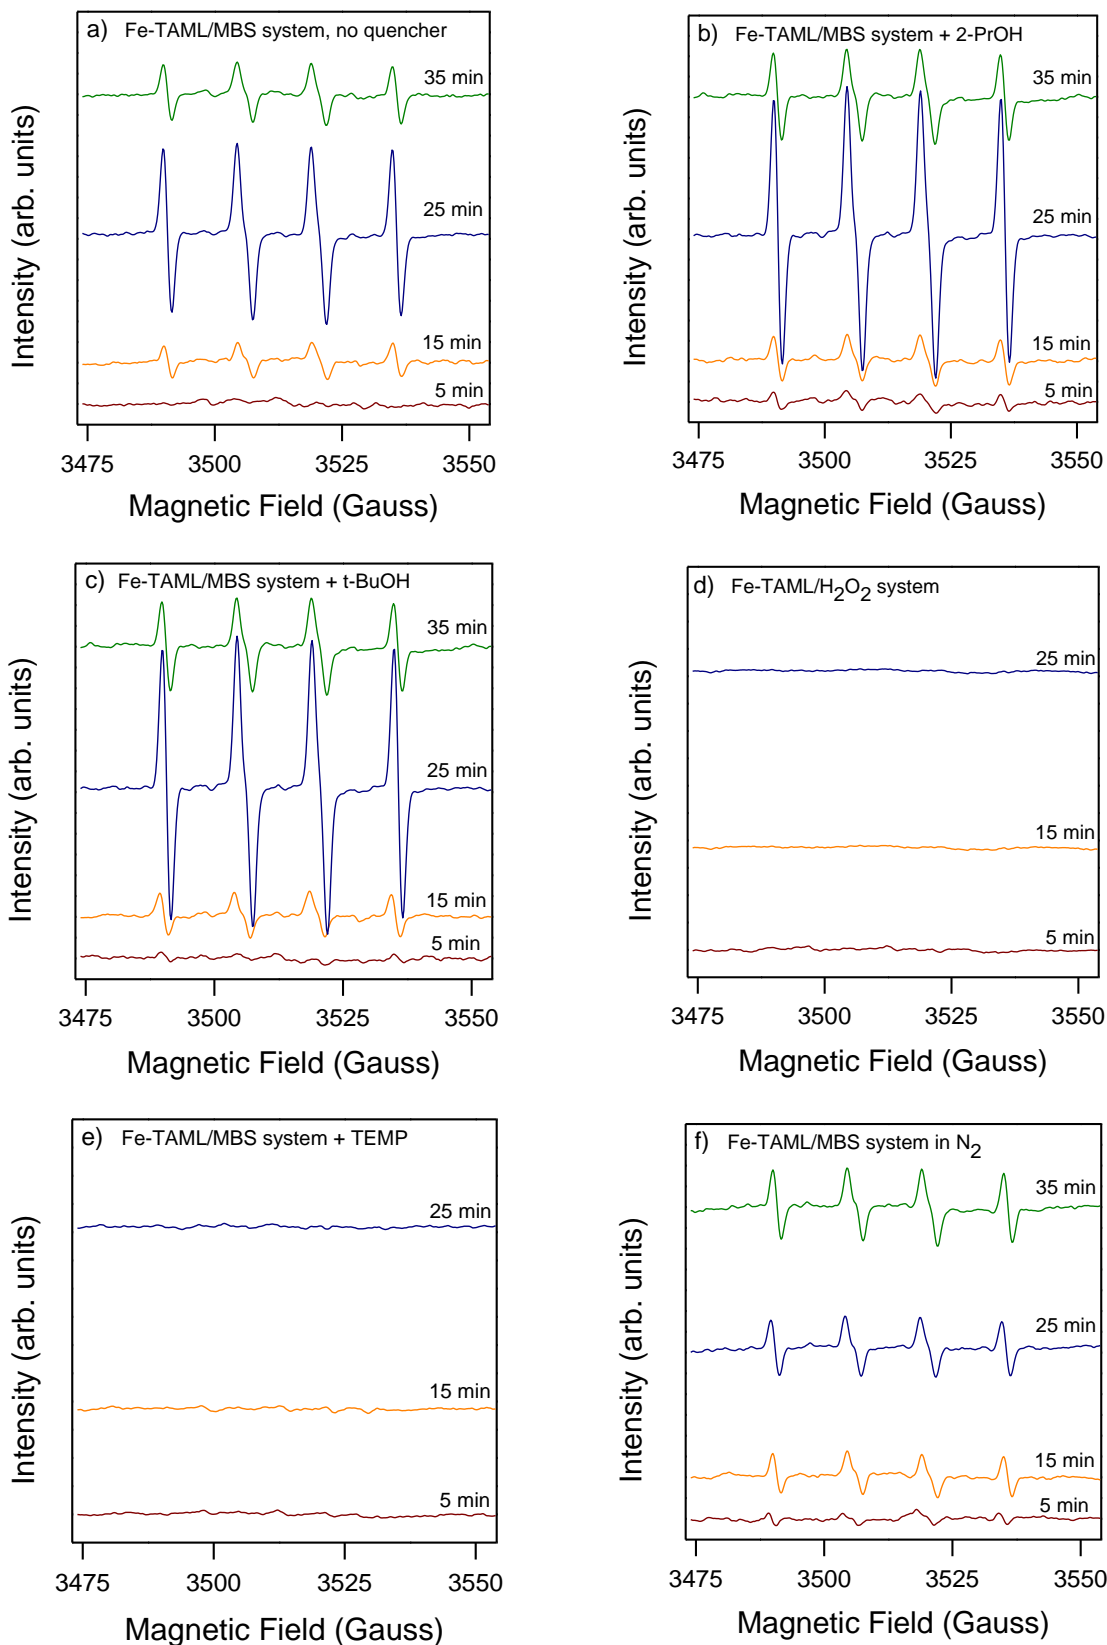 a) Fe-TAML/MBS system, no quencher
35 min
25 min
15 min
5 min
3475 3500 3525 3550
Magnetic Field (Gauss)
Intensity (arb. units)
b) Fe-TAML/MBS system + 2-PrOH
35 min
25 min
15 min
5 min
3475 3500 3525 3550
Magnetic Field (Gauss)
Intensity (arb. units)
c) Fe-TAML/MBS system + t-BuOH
35 min
25 min
15 min
5 min
3475 3500 3525 3550
Magnetic Field (Gauss)
Intensity (arb. units)
d) Fe-TAML/H2O2 system
25 min
15 min
5 min
3475 3500 3525 3550
Magnetic Field (Gauss)
Intensity (arb. units)
e) Fe-TAML/MBS system + TEMP
25 min
15 min
5 min
3475 3500 3525 3550
Magnetic Field (Gauss)
Intensity (arb. units)
f) Fe-TAML/MBS system in N2
35 min
25 min
15 min
5 min
3475 3500 3525 3550
Magnetic Field (Gauss)
Intensity (arb. units)